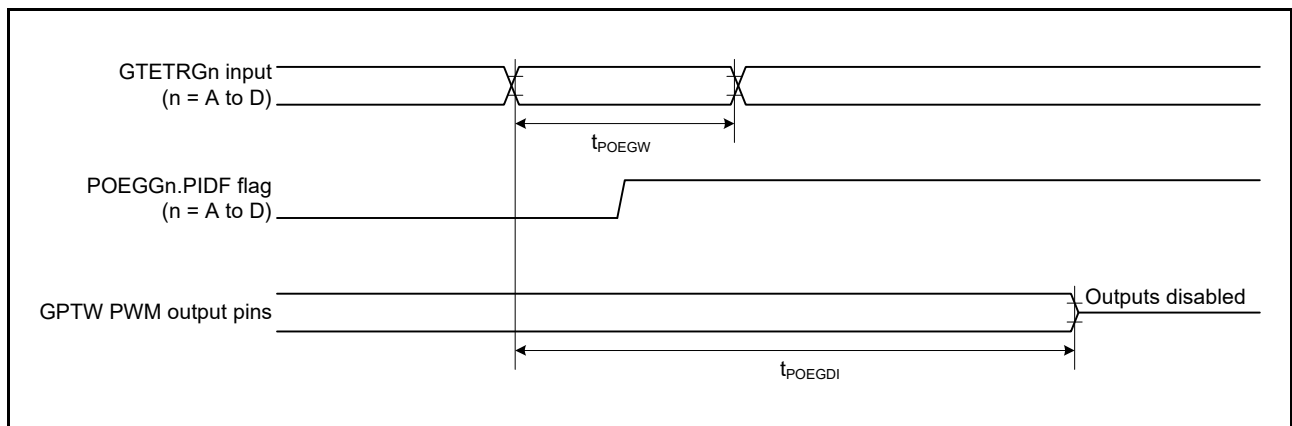 GTETRGn input
(n = A to D)
tPOEGW
POEGGn.PIDF flag
(n = A to D)
GPTW PWM output pins
Outputs disabled
tPOEGDI